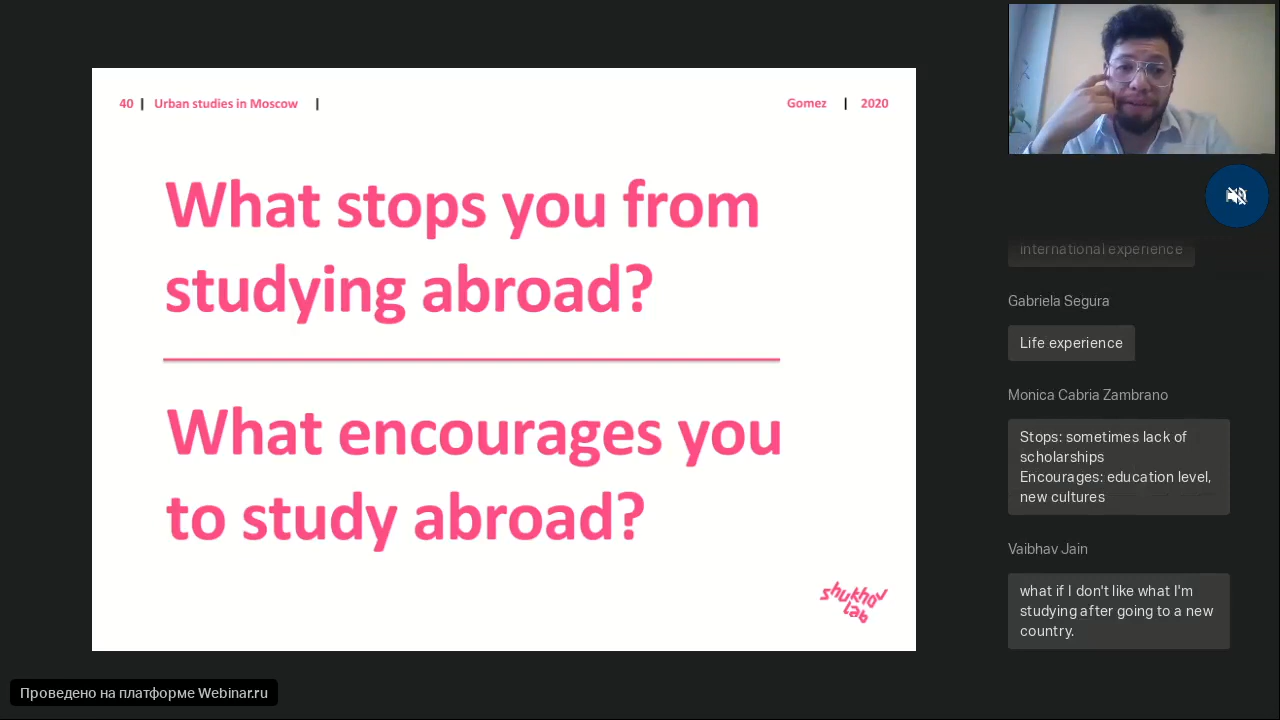 40 | Urban studies in Moscow |
Gomez | 2020
What stops you from
studying abroad?
What encourages you
to study abroad?
shukhov
lab
international experience
Gabriela Segura
Life experience
Monica Cabria Zambrano
Stops: sometimes lack of
scholarships
Encourages: education level,
new cultures
Vaibhav Jain
what if I don't like what I'm
studying after going to a new
country.
Проведено на платформе Webinar.ru